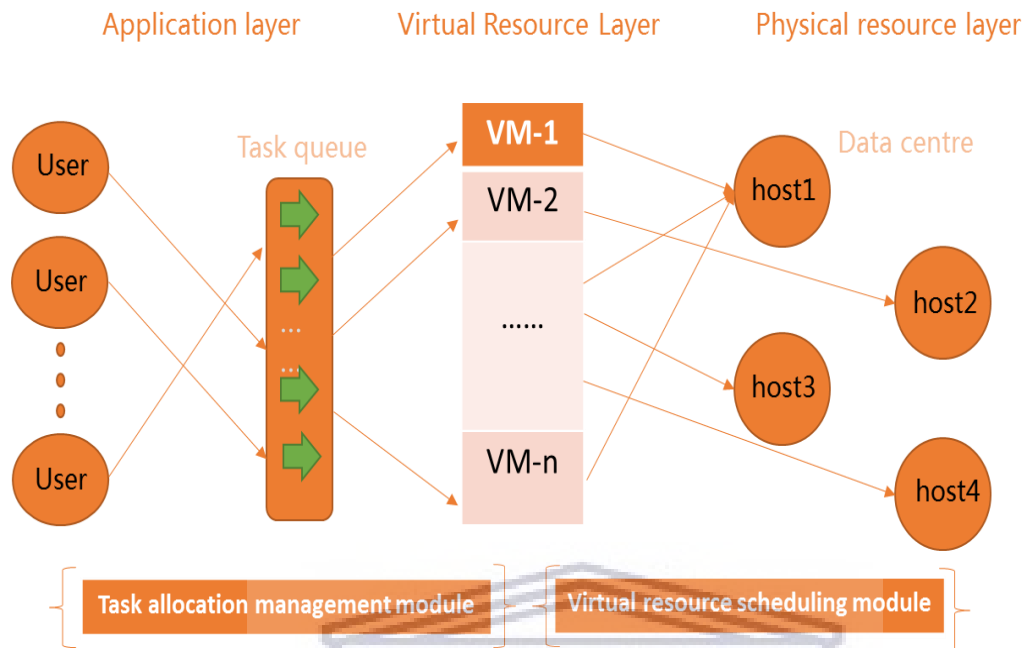 Application layer
Virtual Resource Layer
Physical resource layer
Task queue
Data centre
User
User
User
...
...
VM-1
VM-2
......
VM-n
host1
host2
host3
host4
Task allocation management module
Virtual resource scheduling module